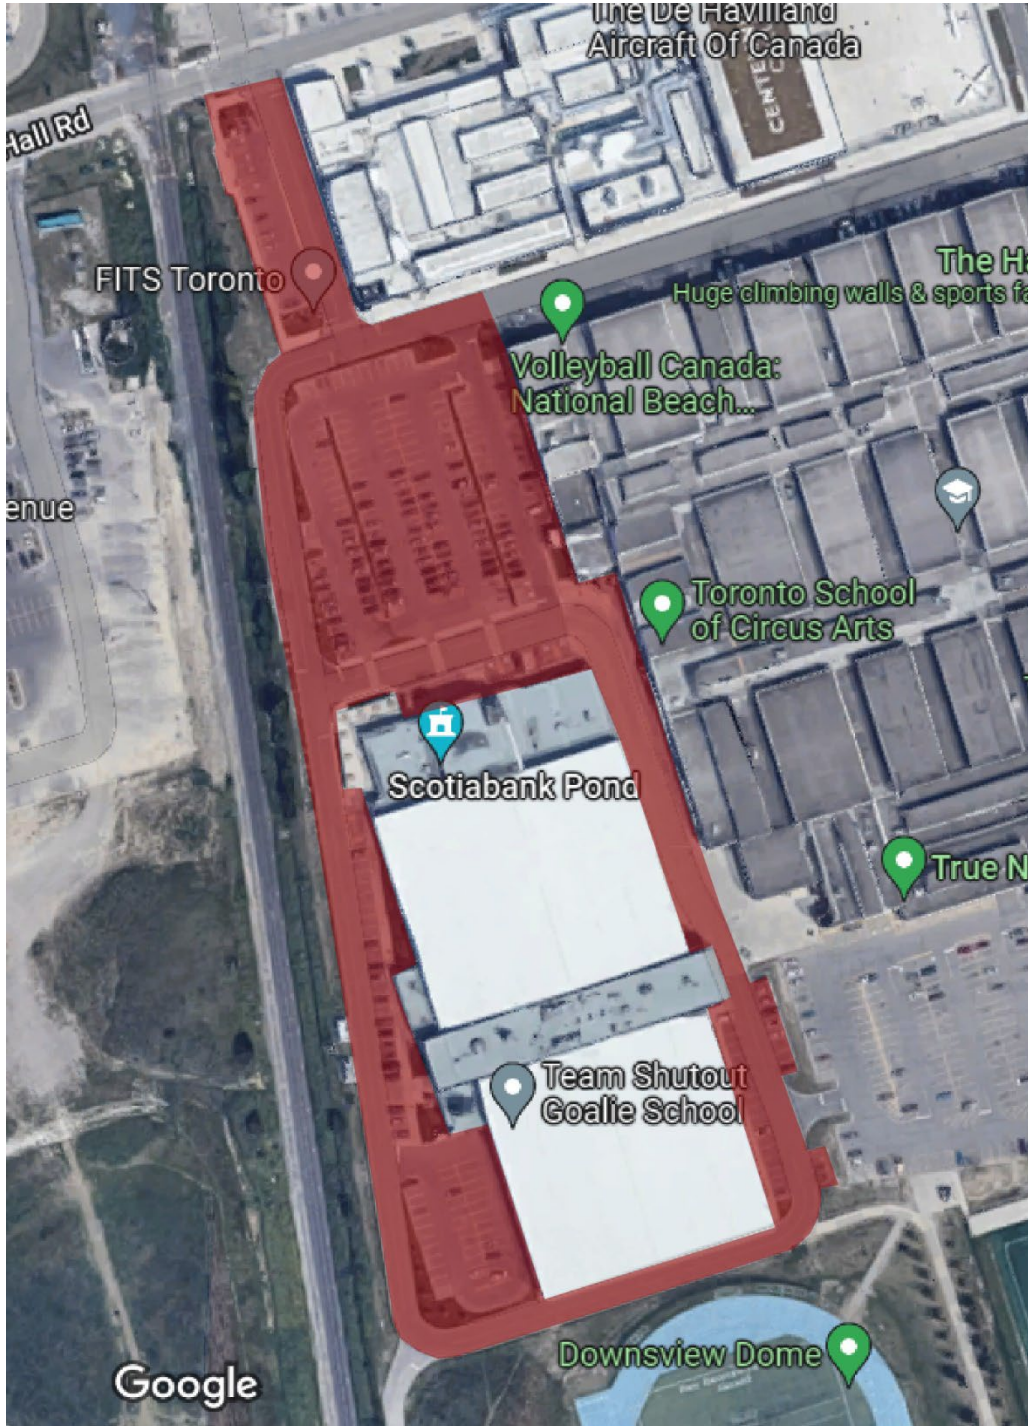 The De Havilland
Aircraft Of Canada
CENTE
Hall Rd
FITS Toronto
The Ha
Huge climbing walls & sports fa
Volleyball Canada:
National Beach...
enue
Toronto School
of Circus Arts
Scotiabank Pond
True N
Team Shutout
Goalie School
Downsview Dome
Google